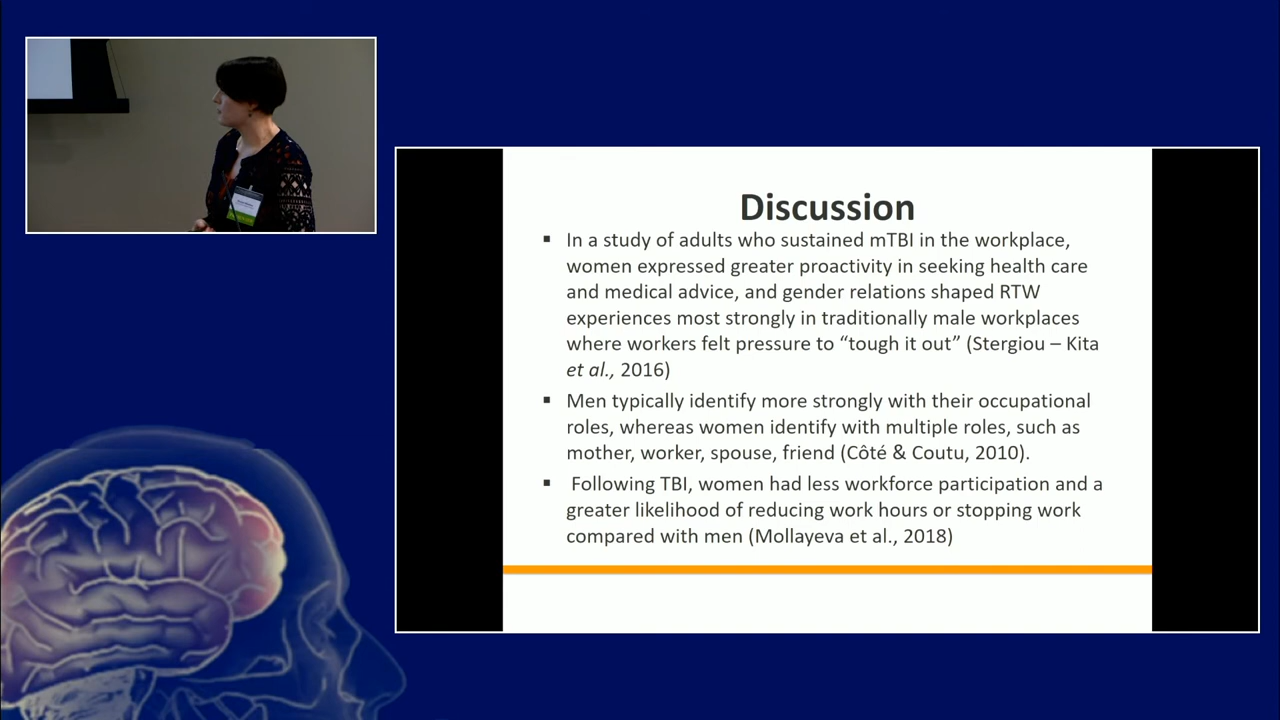 Discussion
▪ In a study of adults who sustained mTBI in the workplace,
women expressed greater proactivity in seeking health care
and medical advice, and gender relations shaped RTW
experiences most strongly in traditionally male workplaces
where workers felt pressure to “tough it out” (Stergiou – Kita
et al., 2016)
▪ Men typically identify more strongly with their occupational
roles, whereas women identify with multiple roles, such as
mother, worker, spouse, friend (Côté & Coutu, 2010).
▪ Following TBI, women had less workforce participation and a
greater likelihood of reducing work hours or stopping work
compared with men (Mollayeva et al., 2018)